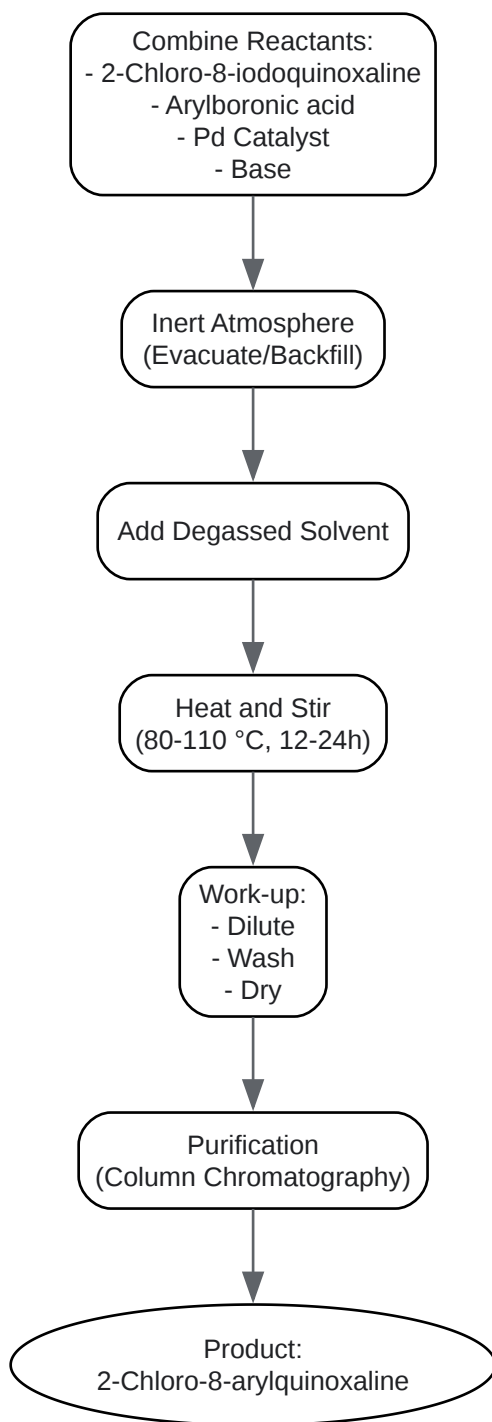 Combine Reactants:
- 2-Chloro-8-iodoquinoxaline
- Arylboronic acid
- Pd Catalyst
- Base
Inert Atmosphere
(Evacuate/Backfill)
Add Degassed Solvent
Heat and Stir
(80-110 °C, 12-24h)
Work-up:
- Dilute
- Wash
- Dry
Purification
(Column Chromatography)
Product:
2-Chloro-8-arylquinoxaline